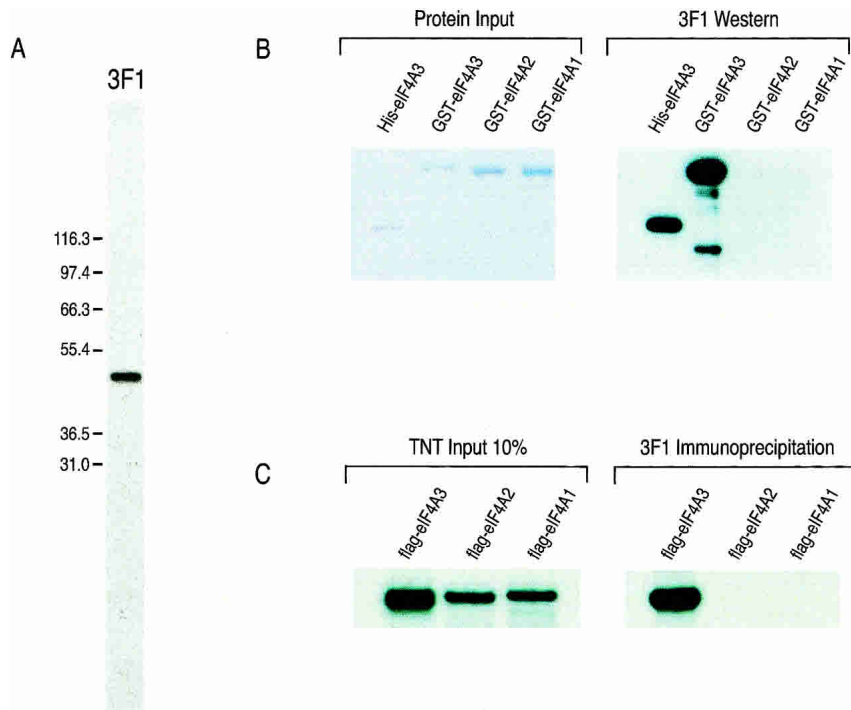 A
3F1
116.3
97.4
66.3
55.4
36.5
31.0
B
Protein Input
His-eIF4A3
GST-eIF4A3
GST-eIF4A2
GST-eIF4A1
3F1 Western
His-eIF4A3
GST-eIF4A3
GST-eIF4A2
GST-eIF4A1
C
TNT Input 10%
flag-eIF4A3
flag-eIF4A2
flag-eIF4A1
3F1 Immunoprecipitation
flag-eIF4A3
flag-eIF4A2
flag-eIF4A1